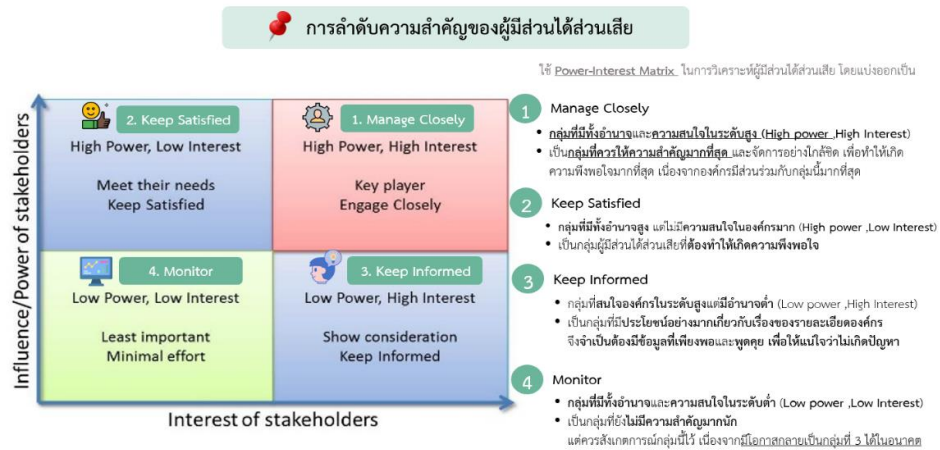 การลำดับความสำคัญของผู้มีส่วนได้ส่วนเสีย
ใช้ Power-Interest Matrix ในการวิเคราะห์ผู้มีส่วนได้ส่วนเสีย โดยแบ่งออกเป็น
Influence/Power of stakeholders
2. Keep Satisfied
High Power, Low Interest
Meet their needs
Keep Satisfied
1. Manage Closely
High Power, High Interest
Key player
Engage Closely
4. Monitor
Low Power, Low Interest
Least important
Minimal effort
3. Keep Informed
Low Power, High Interest
Show consideration
Keep Informed
Interest of stakeholders
1 Manage Closely
• กลุ่มที่มีทั้งอำนาจและความสนใจในระดับสูง (High power ,High Interest)
• เป็นกลุ่มที่ควรให้ความสำคัญมากที่สุด และจัดการอย่างใกล้ชิด เพื่อทำให้เกิด
ความพึงพอใจมากที่สุด เนื่องจากองค์กรมีส่วนร่วมกับกลุ่มนี้มากที่สุด
2 Keep Satisfied
• กลุ่มที่มีทั้งอำนาจสูง แต่ไม่มีความสนใจในองค์กรมาก (High power ,Low Interest)
• เป็นกลุ่มผู้มีส่วนได้ส่วนเสียที่ต้องทำให้เกิดความพึงพอใจ
3 Keep Informed
• กลุ่มที่สนใจองค์กรในระดับสูงแต่มีอำนาจต่ำ (Low power ,High Interest)
• เป็นกลุ่มที่มีประโยชน์อย่างมากเกี่ยวกับเรื่องของรายละเอียดองค์กร
จึงจำเป็นต้องมีข้อมูลที่เพียงพอและพูดคุย เพื่อให้แน่ใจว่าไม่เกิดปัญหา
4 Monitor
• กลุ่มที่มีทั้งอำนาจและความสนใจในระดับต่ำ (Low power ,Low Interest)
• เป็นกลุ่มที่ยังไม่มีความสำคัญมากนัก
แต่ควรสังเกตการณ์กลุ่มนี้ไว้ เนื่องจากมีโอกาสกลายเป็นกลุ่มที่ 3 ได้ในอนาคต